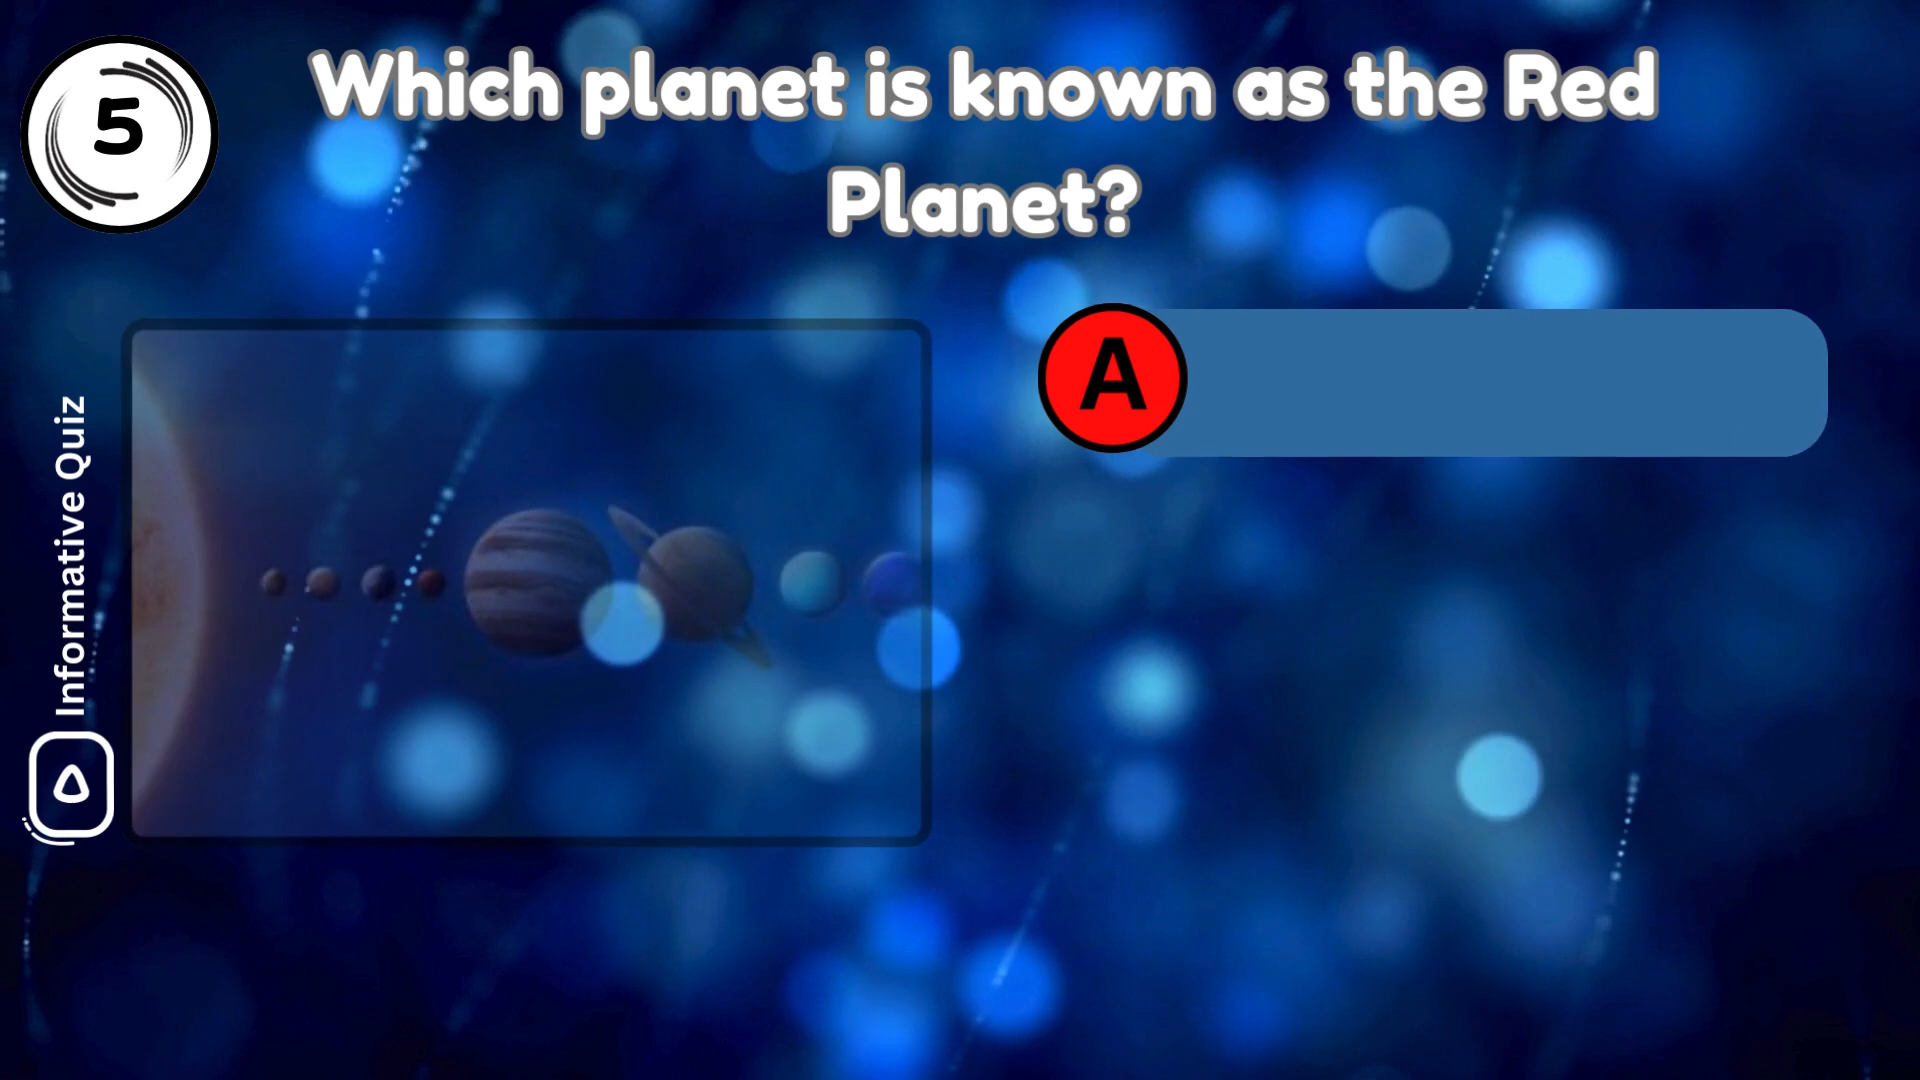 5
Which planet is known as the Red
Planet?
A
Informative Quiz